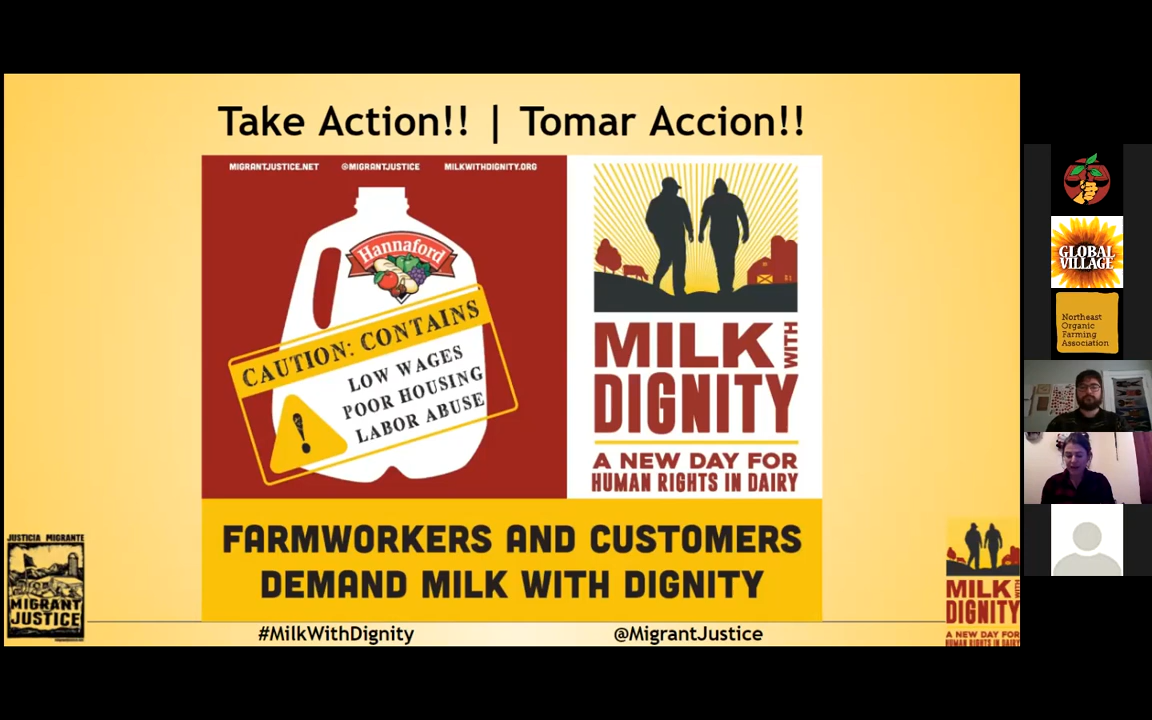 Take Action!! | Tomar Accion!!
MIGRANTJUSTICE.NET @MIGRANTJUSTICE MILKWITHDIGNITY.ORG
Hannaford
CAUTION: CONTAINS
LOW WAGES
POOR HOUSING
LABOR ABUSE
!
MILK WITH
DIGNITY
A NEW DAY FOR
HUMAN RIGHTS IN DAIRY
FARMWORKERS AND CUSTOMERS
DEMAND MILK WITH DIGNITY
#MilkWithDignity @MigrantJustice
JUSTICIA MIGRANTE
MIGRANT
JUSTICE
MILK WITH
DIGNITY
A NEW DAY FOR
HUMAN RIGHTS IN DAIRY
GLOBAL
VILLAGE
Northeast
Organic
Farming
Association